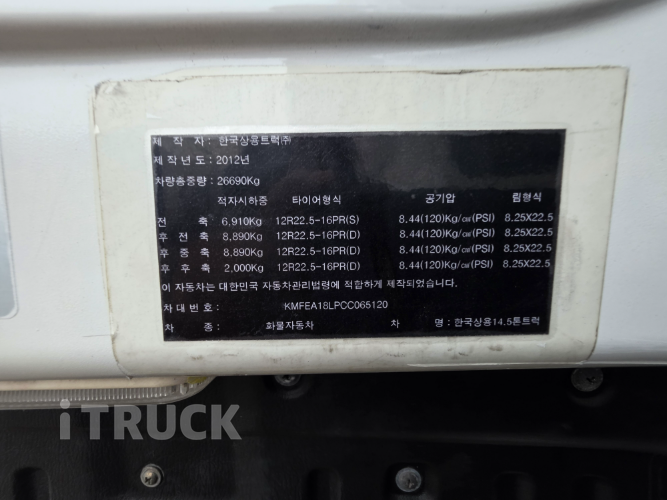 제 작 자 : 한국상용트럭㈜
제 작 년 도 : 2012년
차량총중량 : 26690Kg
적차시하중 타이어형식 공기압 림형식
전 축 6,910Kg 12R22.5-16PR(S) 8.44(120)Kg/㎠(PSI) 8.25X22.5
후 전 축 8,890Kg 12R22.5-16PR(D) 8.44(120)Kg/㎠(PSI) 8.25X22.5
후 중 축 8,890Kg 12R22.5-16PR(D) 8.44(120)Kg/㎠(PSI) 8.25X22.5
후 후 축 2,000Kg 12R22.5-16PR(D) 8.44(120)Kg/㎠(PSI) 8.25X22.5
이 자동차는 대한민국 자동차관리법령에 적합하게 제작되었습니다.
차 대 번 호 : KMFEA18LPCC065120
차 종 : 화물자동차 차 명 : 한국상용14.5톤트럭
iTRUCK